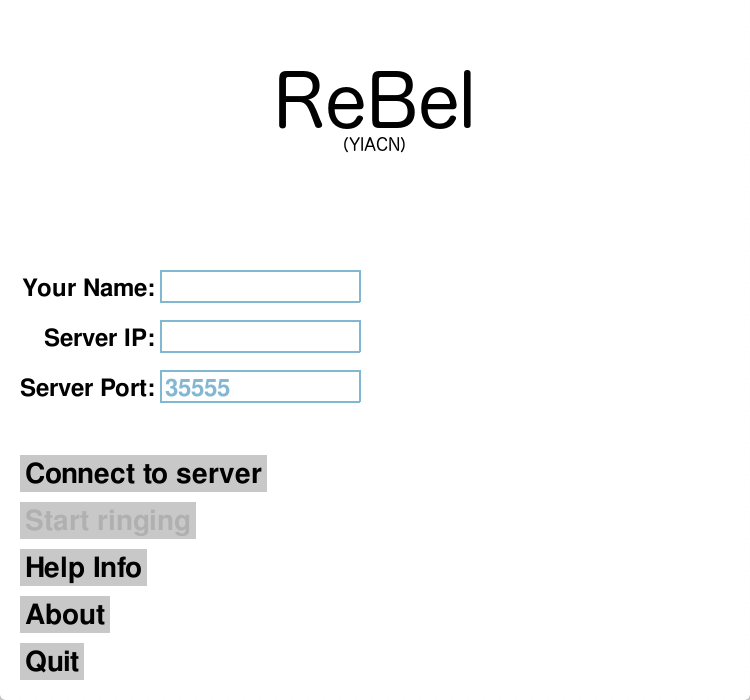 ReBel
(YIACN)
Your Name:
Server IP:
Server Port: 35555
Connect to server
Start ringing
Help Info
About
Quit